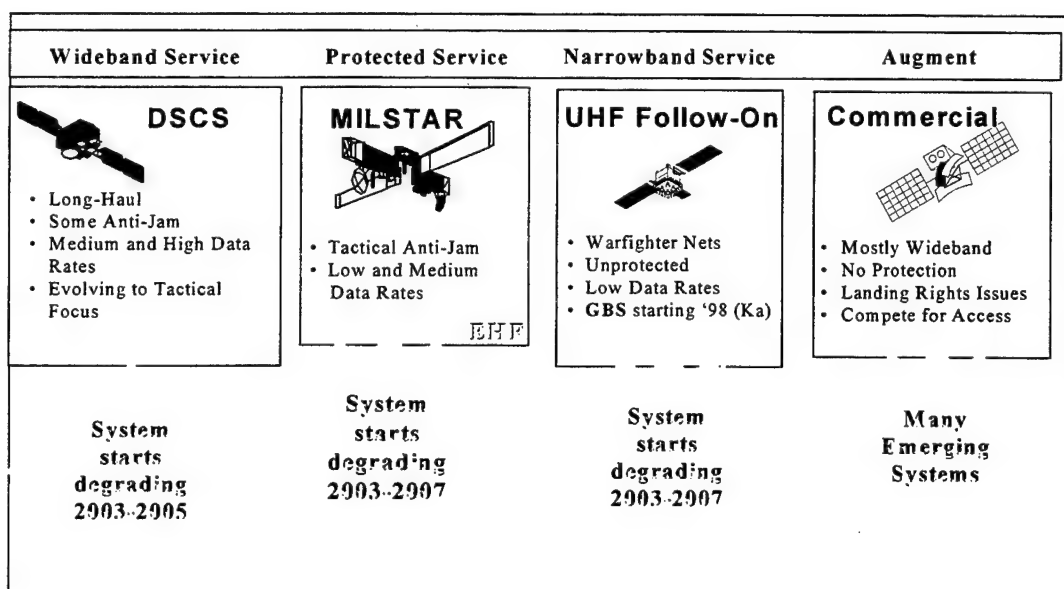 Wideband Service
Protected Service
Narrowband Service
Augment
DSCS
• Long-Haul
• Some Anti-Jam
• Medium and High Data
Rates
• Evolving to Tactical
Focus
System
starts
degrading
2003-2005
MILSTAR
• Tactical Anti-Jam
• Low and Medium
Data Rates
EHF
System
starts
degrading
2003-2007
UHF Follow-On
• Warfighter Nets
• Unprotected
• Low Data Rates
• GBS starting '98 (Ka)
System
starts
degrading
2003-2007
Commercial
• Mostly Wideband
• No Protection
• Landing Rights Issues
• Compete for Access
Many
Emerging
Systems